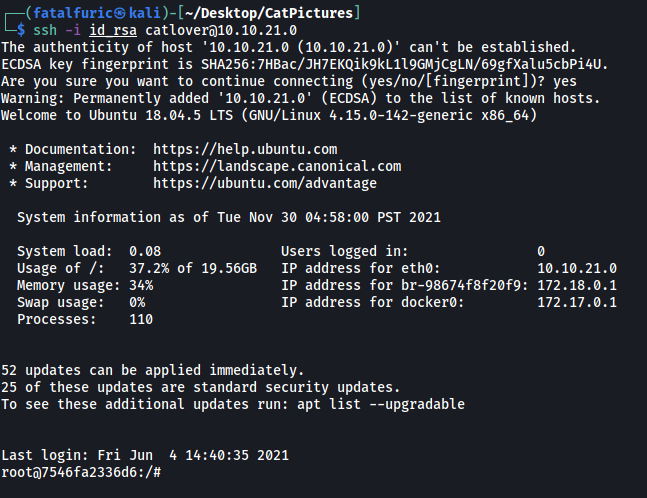 ┌──(fatalfuric㉿kali)-[~/Desktop/CatPictures]
└─$ ssh -i id_rsa catlover@10.10.21.0
The authenticity of host '10.10.21.0 (10.10.21.0)' can't be established.
ECDSA key fingerprint is SHA256:7HBac/JH7EKQik9kL1l9GMjCgLN/69gfXalu5cbPi4U.
Are you sure you want to continue connecting (yes/no/[fingerprint])? yes
Warning: Permanently added '10.10.21.0' (ECDSA) to the list of known hosts.
Welcome to Ubuntu 18.04.5 LTS (GNU/Linux 4.15.0-142-generic x86_64)
* Documentation:  https://help.ubuntu.com
* Management:     https://landscape.canonical.com
* Support:        https://ubuntu.com/advantage
System information as of Tue Nov 30 04:58:00 PST 2021
System load:  0.08               Users logged in:                0
Usage of /:   37.2% of 19.56GB   IP address for eth0:            10.10.21.0
Memory usage: 34%                IP address for br-98674f8f20f9: 172.18.0.1
Swap usage:   0%                 IP address for docker0:         172.17.0.1
Processes:    110
52 updates can be applied immediately.
25 of these updates are standard security updates.
To see these additional updates run: apt list --upgradable
Last login: Fri Jun  4 14:40:35 2021
root@7546fa2336d6:/#